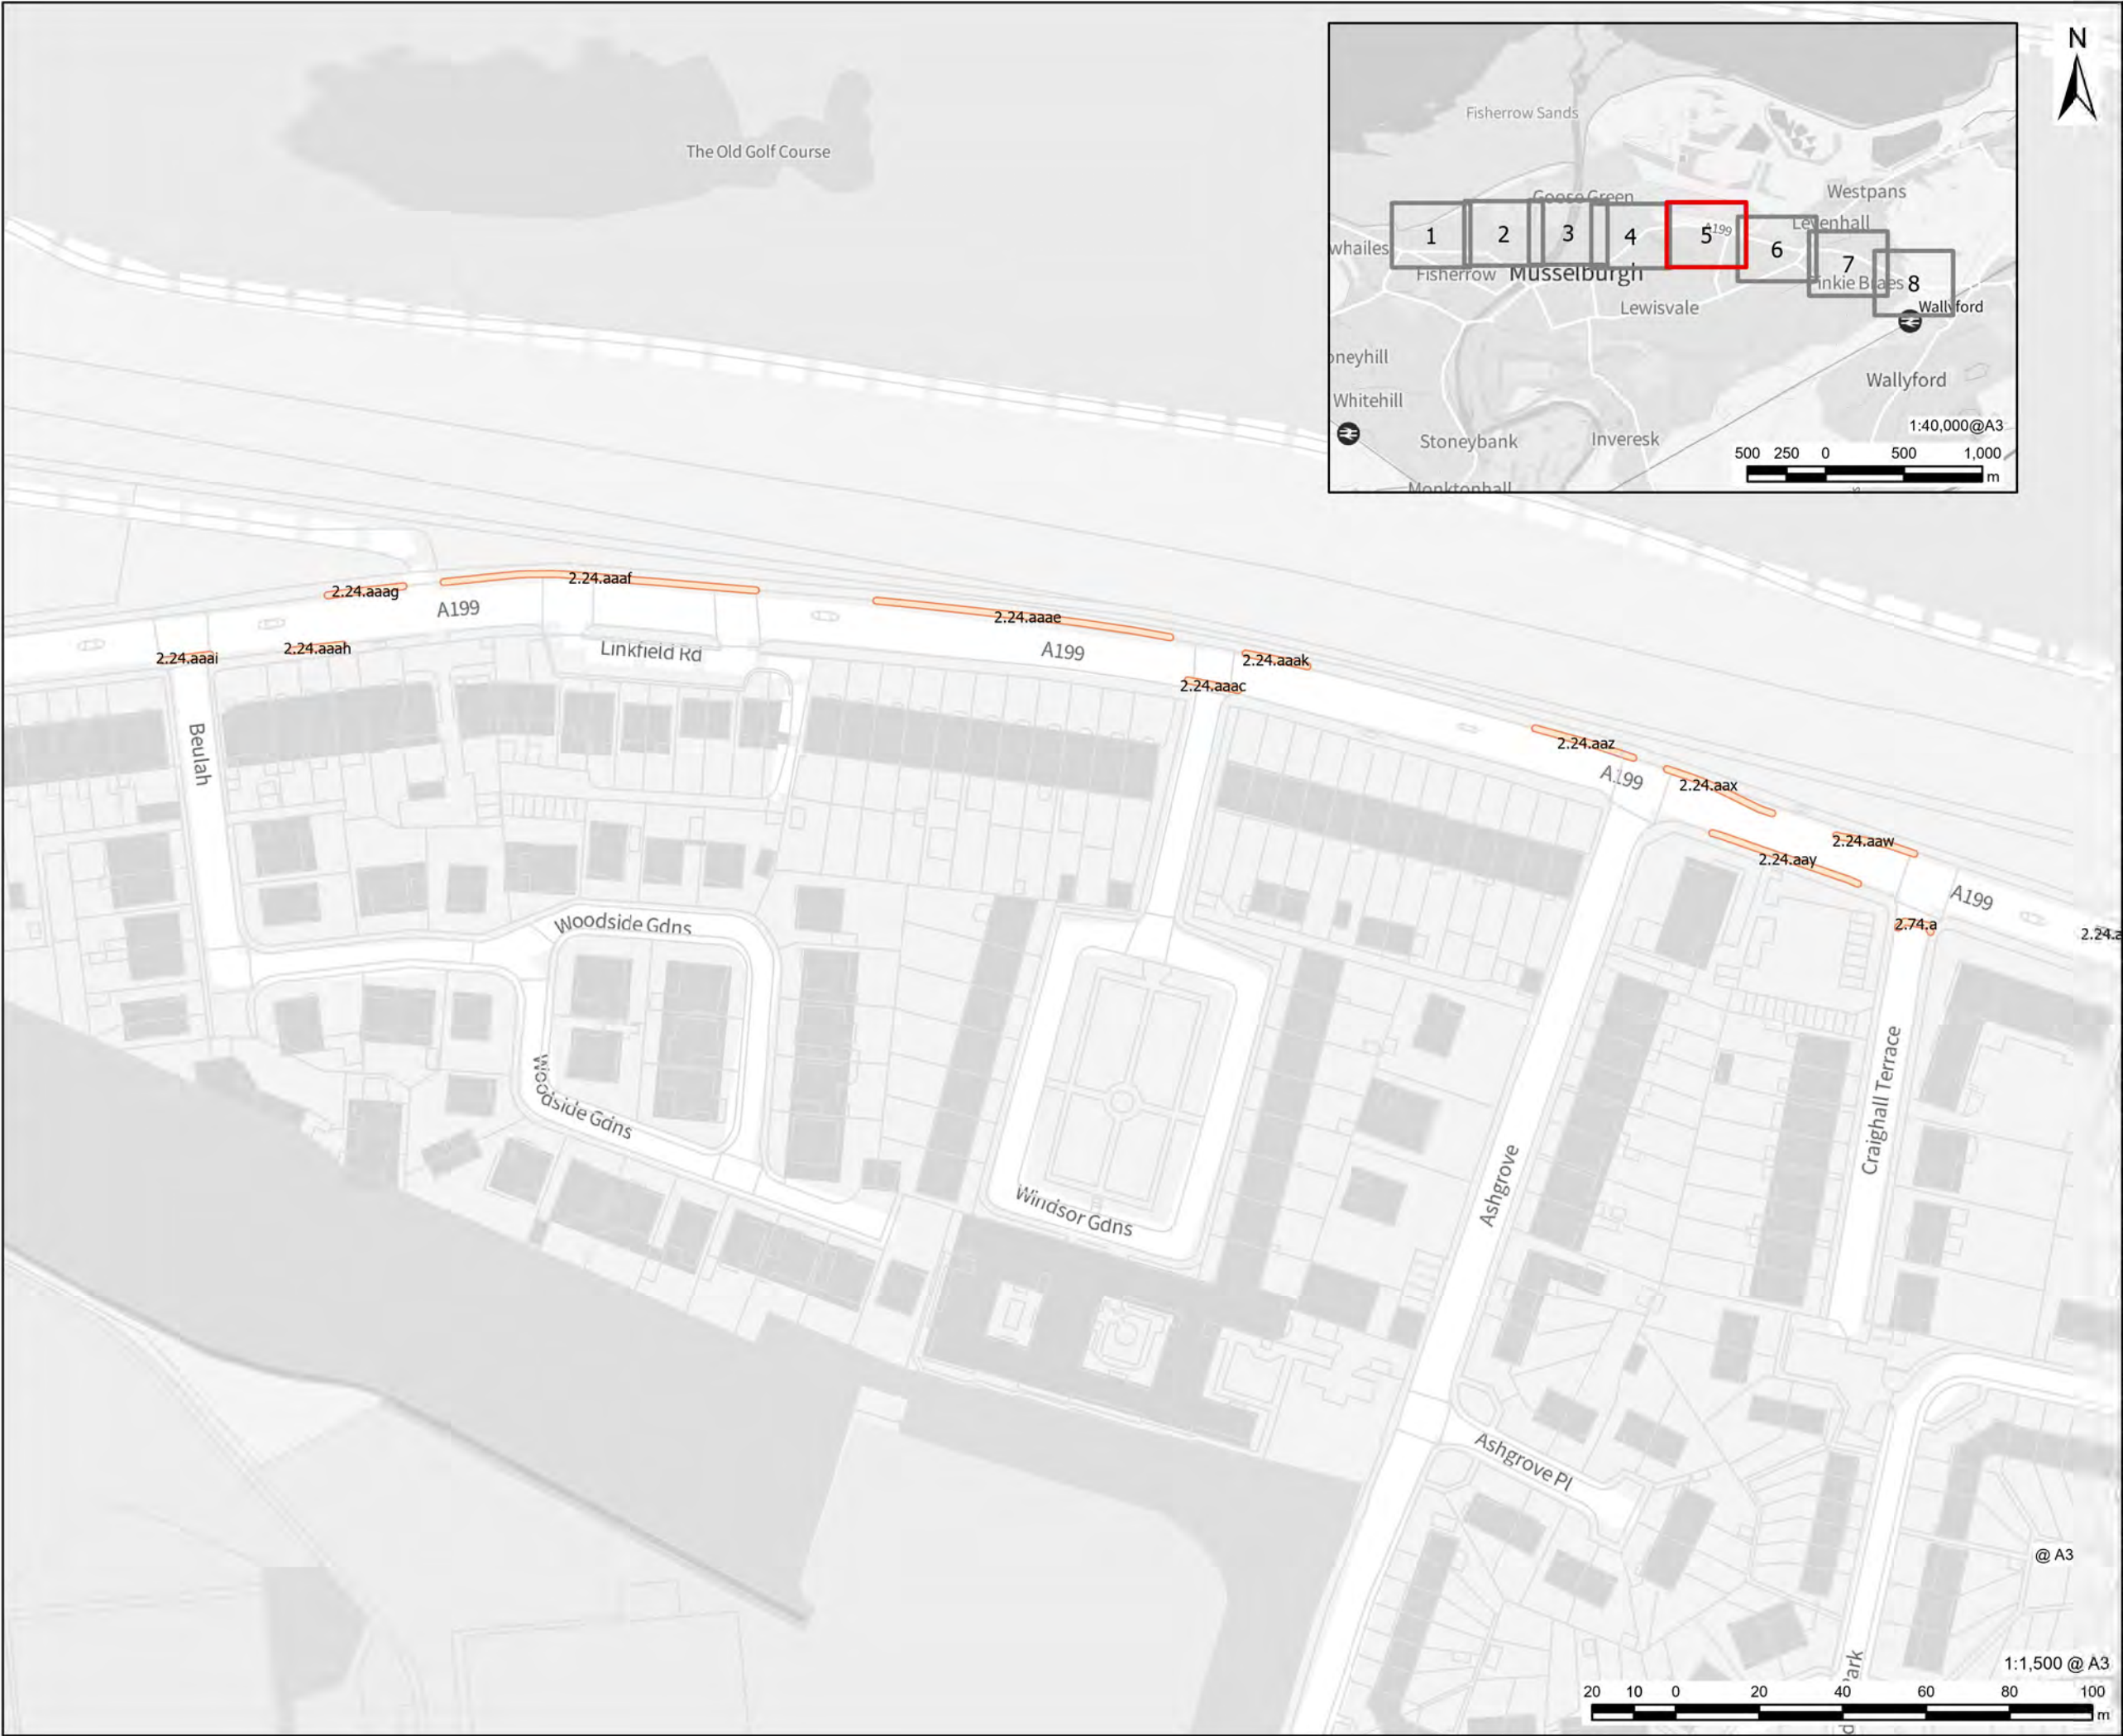 N
The Old Golf Course
Fisherrow Sands
Goose Green
Westpans
Levenhall
whailes
1
2
3
4
5
A199
6
7
8
Fisherrow
Musselburgh
Pinkie Braes
Lewisvale
Wallyford
oneyhill
Wallyford
Whitehill
Stoneybank
Inveresk
1:40,000@A3
500 250 0 500 1,000
m
Monktonhall
2.24.aaag
2.24.aaaf
A199
2.24.aaae
2.24.aaai
2.24.aaah
Linkfield Rd
A199
2.24.aaak
2.24.aaac
2.24.aaz
A199
2.24.aax
2.24.aaw
2.24.aay
A199
2.74.a
2.24.a
Beulah
Woodside Gdns
Woodside Gdns
Windsor Gdns
Ashgrove
Craighall Terrace
Ashgrove Pl
@ A3
Park
1:1,500 @ A3
20 10 0 20 40 60 80 100
m